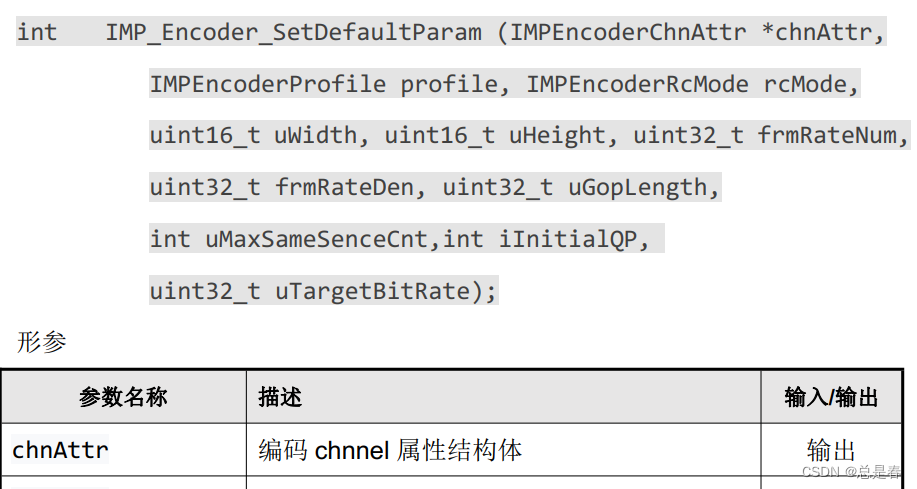 int IMP_Encoder_SetDefaultParam (IMPEncoderChnAttr *chnAttr,
IMPEncoderProfile profile, IMPEncoderRcMode rcMode,
uint16_t uWidth, uint16_t uHeight, uint32_t frmRateNum,
uint32_t frmRateDen, uint32_t uGopLength,
int uMaxSameSenceCnt,int iInitialQP,
uint32_t uTargetBitRate);
形参
参数名称 描述 输入/输出
chnAttr 编码 chnnel 属性结构体 输出
CSDN @总是春